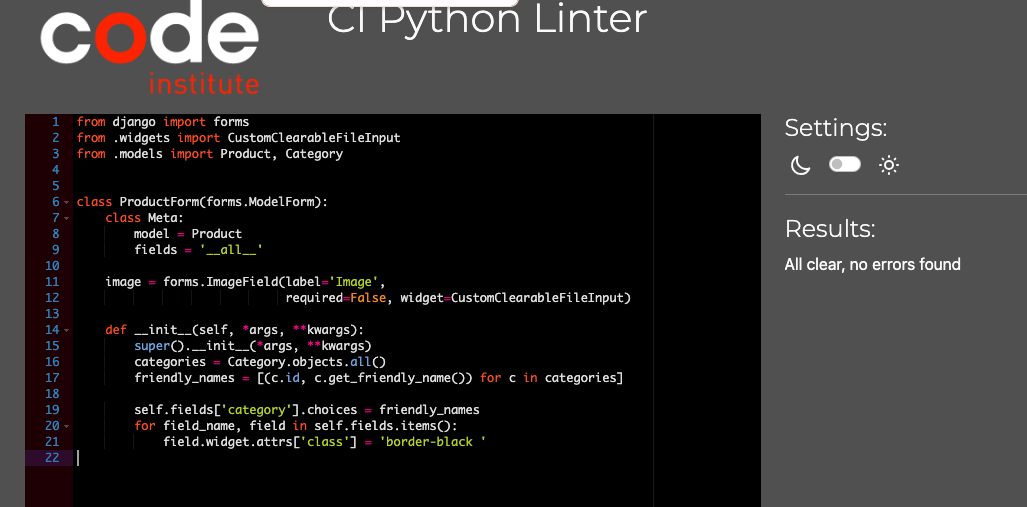 code
institute
CI Python Linter
1 from django import forms
2 from .widgets import CustomClearableFileInput
3 from .models import Product, Category
4
5
6 class ProductForm(forms.ModelForm):
7     class Meta:
8         model = Product
9         fields = '__all__'
10
11     image = forms.ImageField(label='Image',
12                              required=False, widget=CustomClearableFileInput)
13
14     def __init__(self, *args, **kwargs):
15         super().__init__(*args, **kwargs)
16         categories = Category.objects.all()
17         friendly_names = [(c.id, c.get_friendly_name()) for c in categories]
18
19         self.fields['category'].choices = friendly_names
20         for field_name, field in self.fields.items():
21             field.widget.attrs['class'] = 'border-black '
22
Settings:
Results:
All clear, no errors found